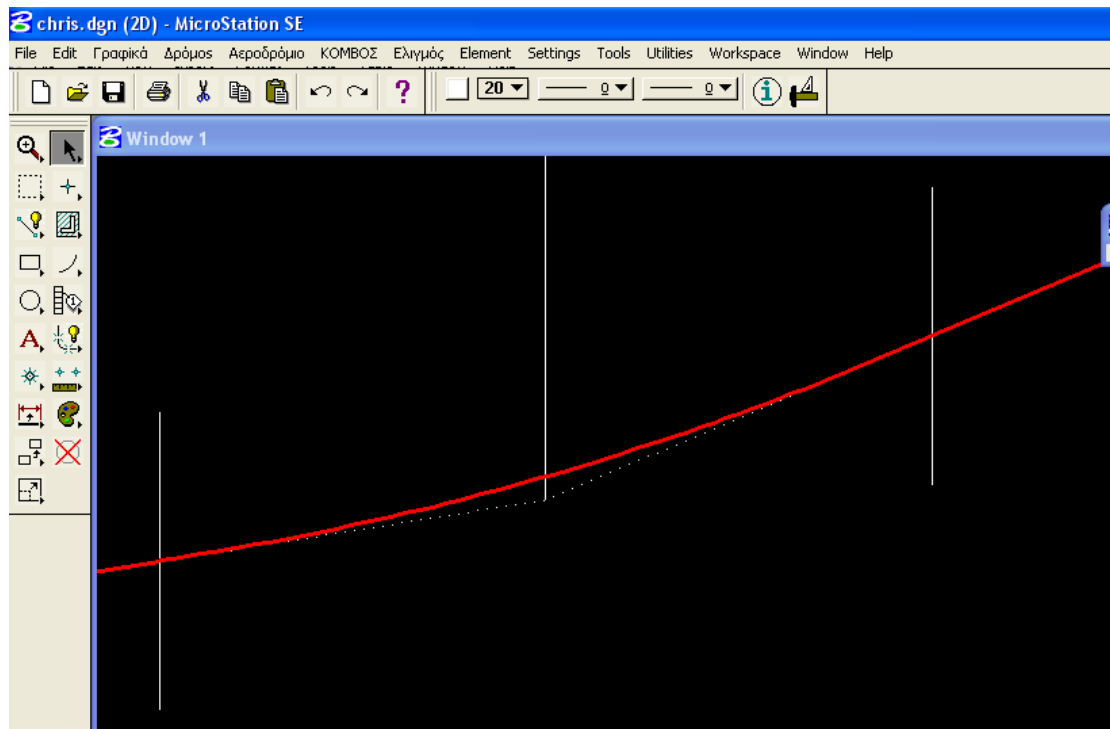 chris.dgn (2D) - MicroStation SE
File Edit Γραφικά Δρόμος Αεροδρόμιο ΚΟΜΒΟΣ Ελιγμός Element Settings Tools Utilities Workspace Window Help
20 0 0
Window 1